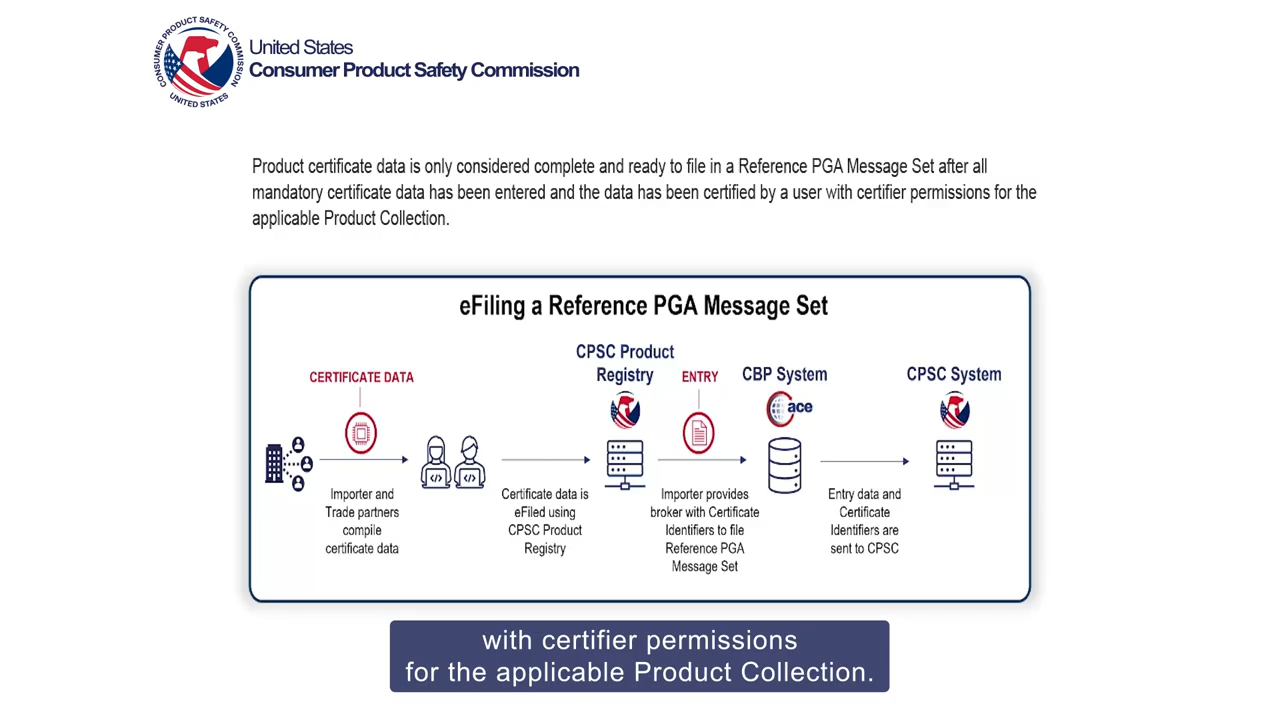 CONSUMER PRODUCT SAFETY COMMISSION
UNITED STATES
United States
Consumer Product Safety Commission
Product certificate data is only considered complete and ready to file in a Reference PGA Message Set after all
mandatory certificate data has been entered and the data has been certified by a user with certifier permissions for the
applicable Product Collection.
eFiling a Reference PGA Message Set
CERTIFICATE DATA
CPSC Product
Registry
ENTRY
CBP System
ace
CPSC System
Importer and
Trade partners
compile
certificate data
Certificate data is
eFiled using
CPSC Product
Registry
Importer provides
broker with Certificate
Identifiers to file
Reference PGA
Message Set
Entry data and
Certificate
Identifiers are
sent to CPSC
with certifier permissions
for the applicable Product Collection.